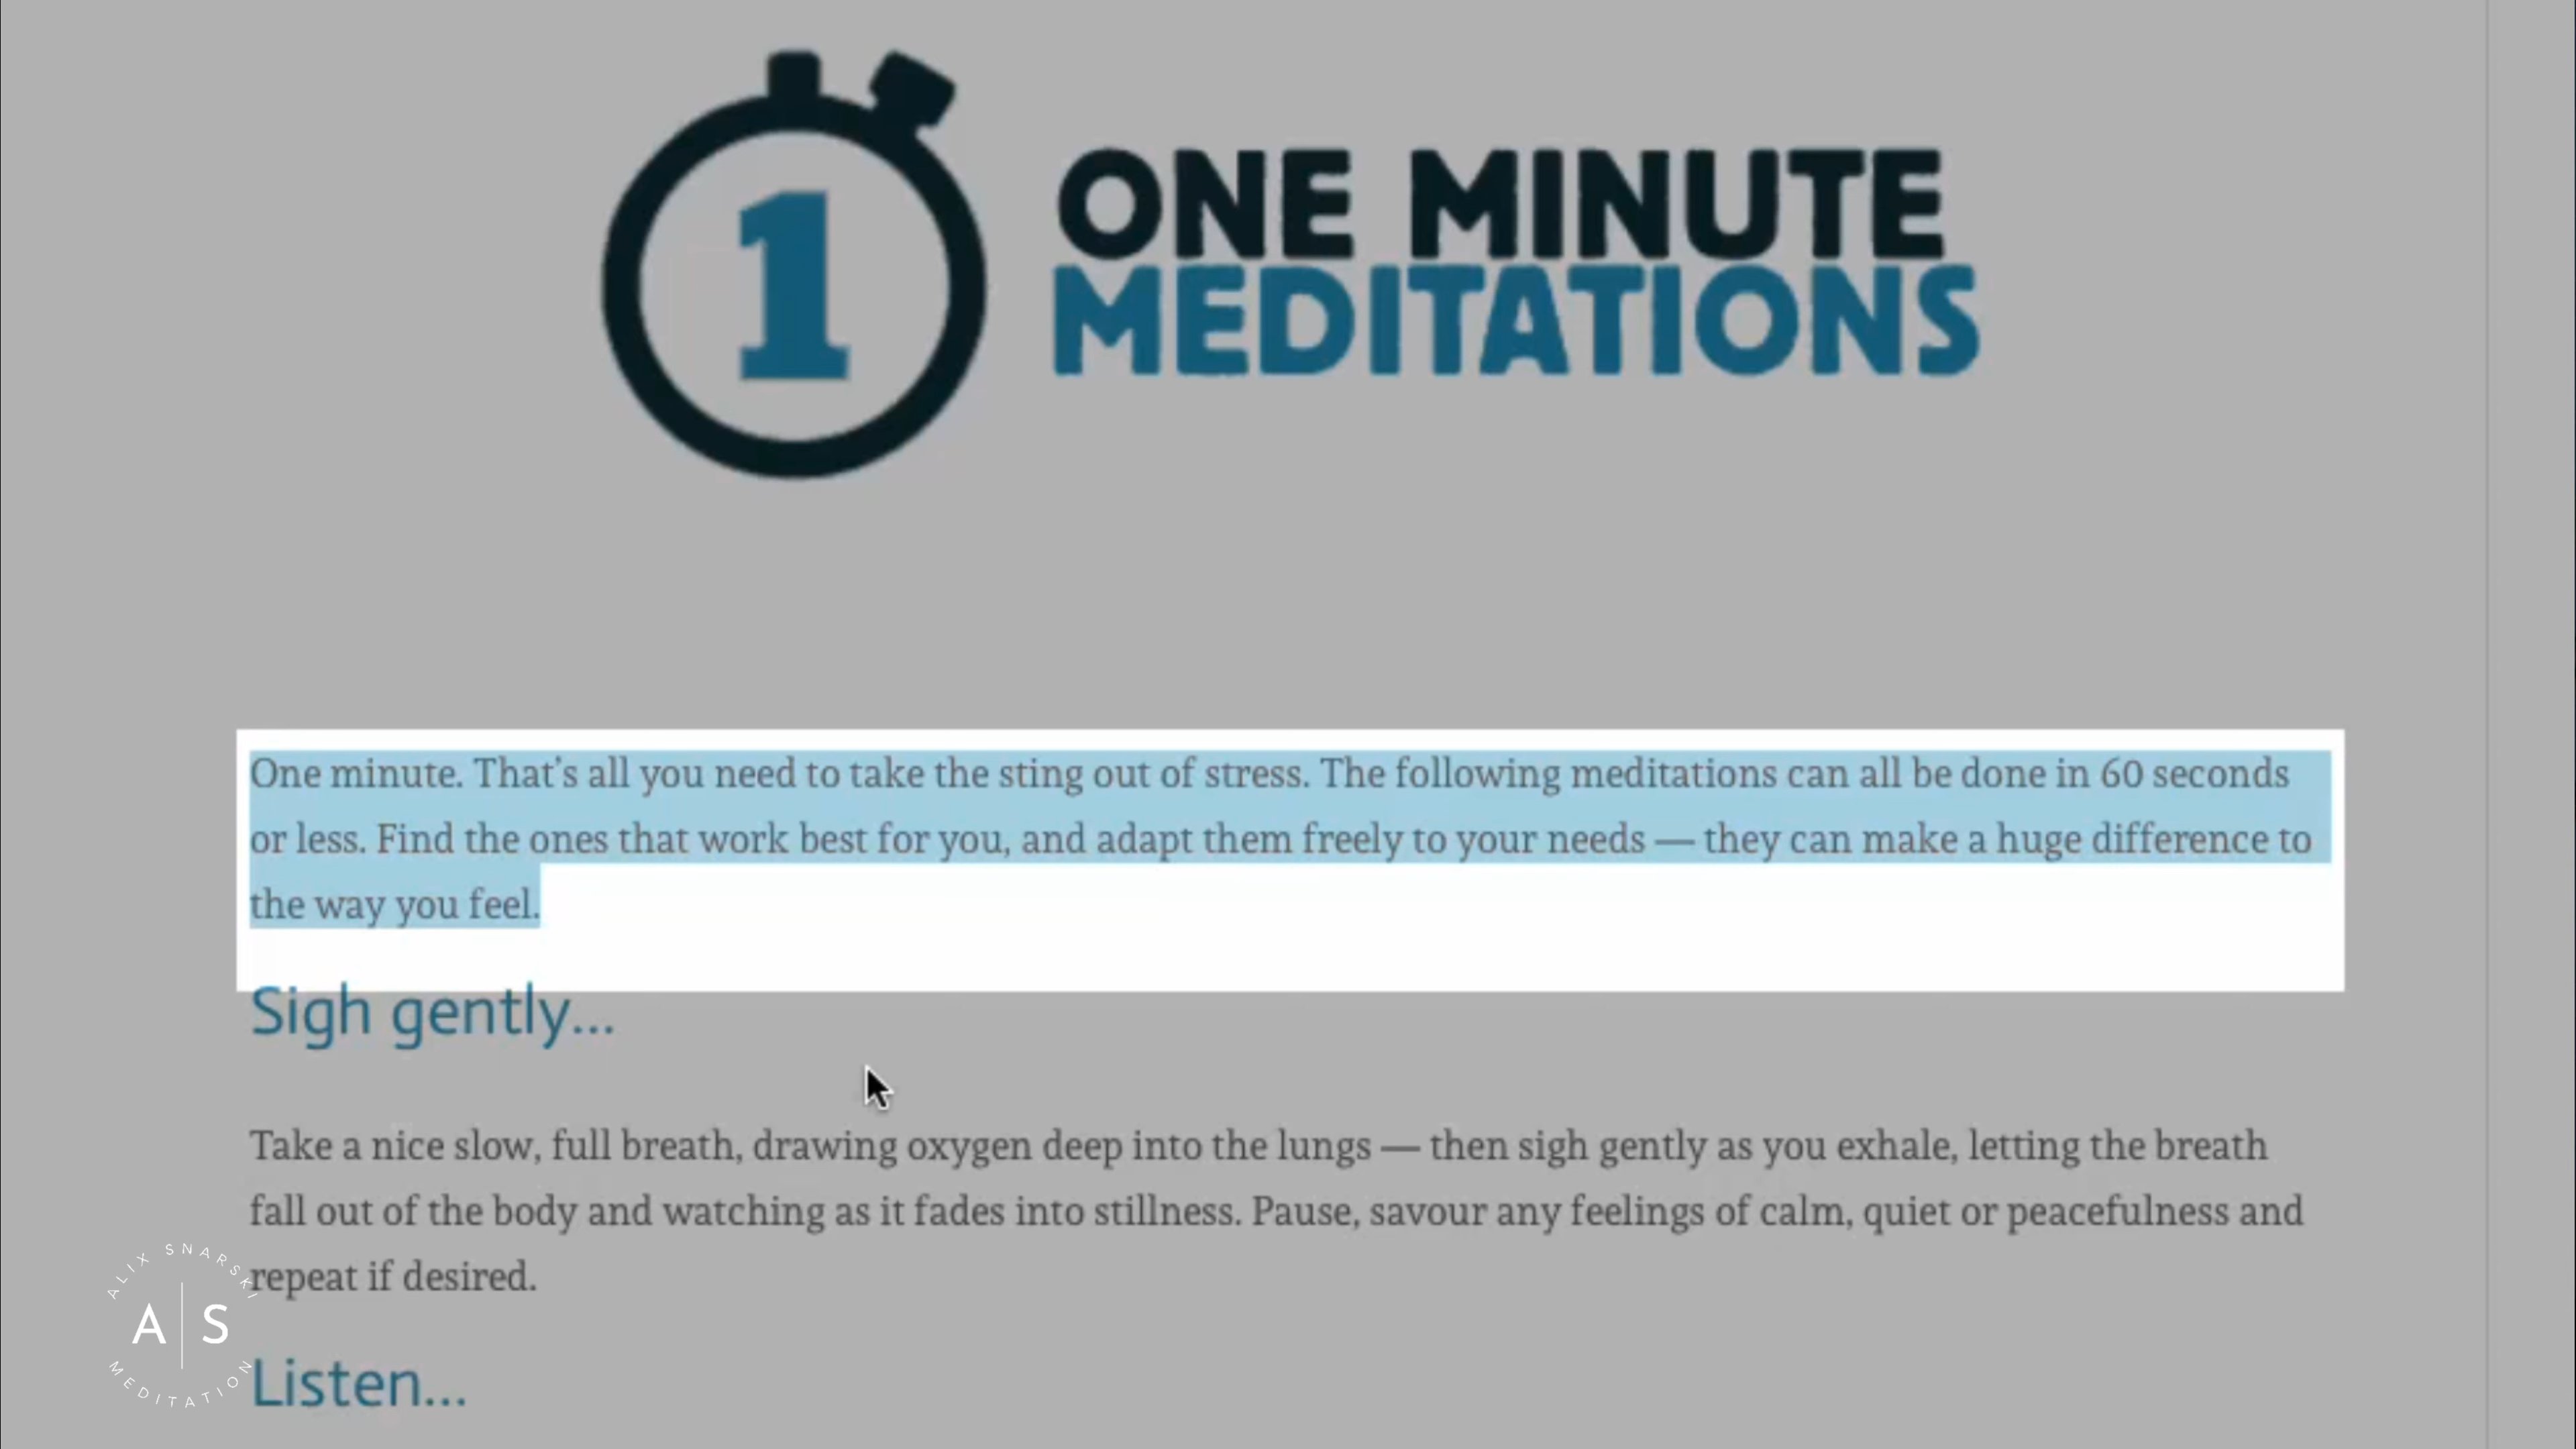 1
ONE MINUTE
MEDITATIONS
One minute. That's all you need to take the sting out of stress. The following meditations can all be done in 60 seconds
or less. Find the ones that work best for you, and adapt them freely to your needs — they can make a huge difference to
the way you feel.
Sigh gently...
Take a nice slow, full breath, drawing oxygen deep into the lungs — then sigh gently as you exhale, letting the breath
fall out of the body and watching as it fades into stillness. Pause, savour any feelings of calm, quiet or peacefulness and
repeat if desired.
ALIX SNARSKI
A S
MEDITATION
Listen...